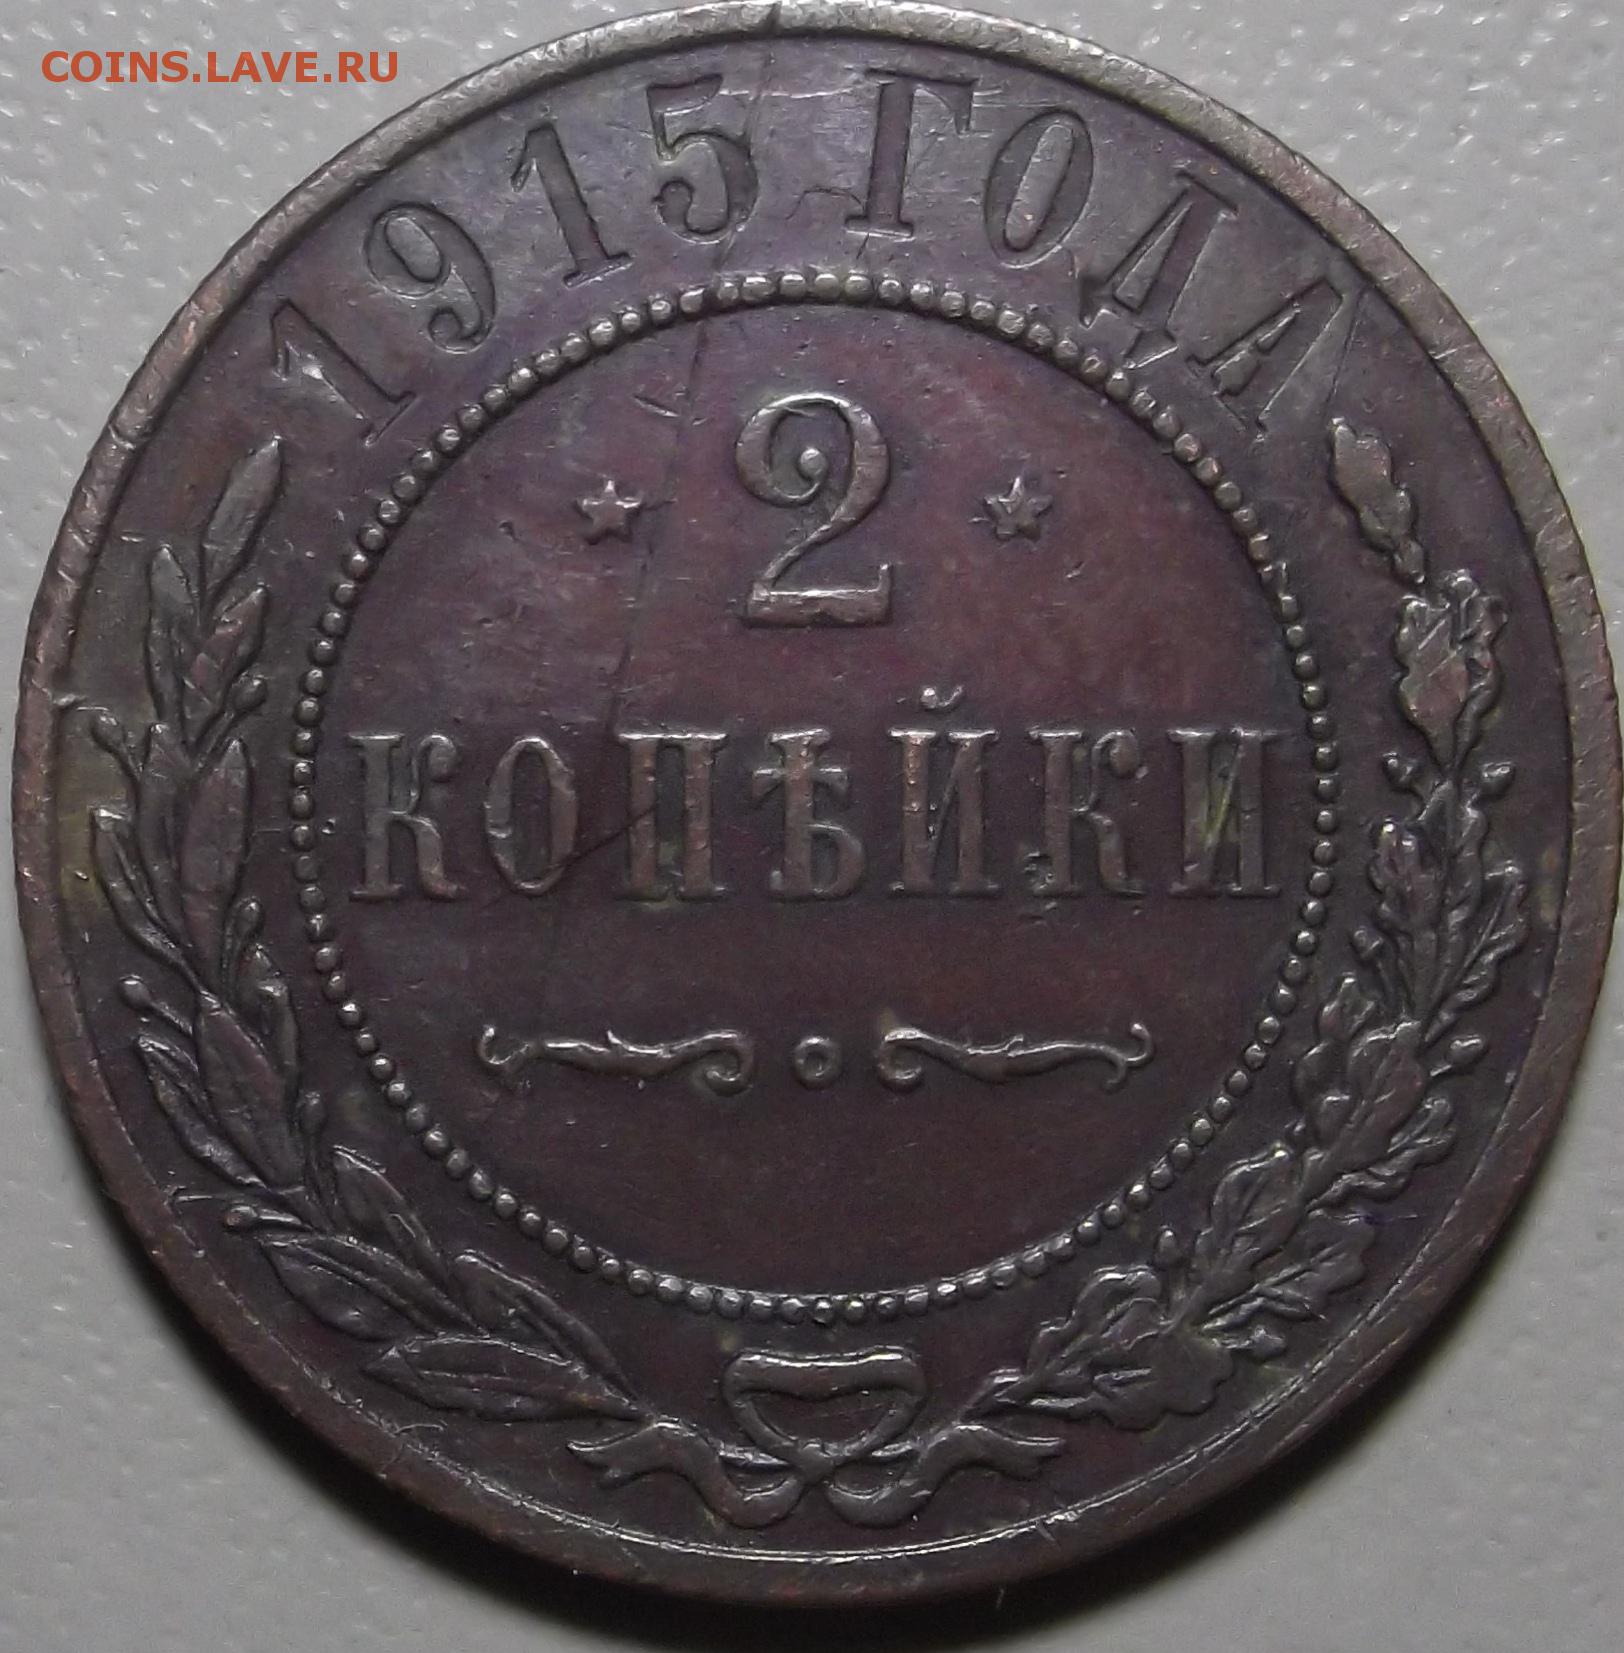 COINS.LAVE.RU
1915 ГОДА
2
КОПѢЙКИ